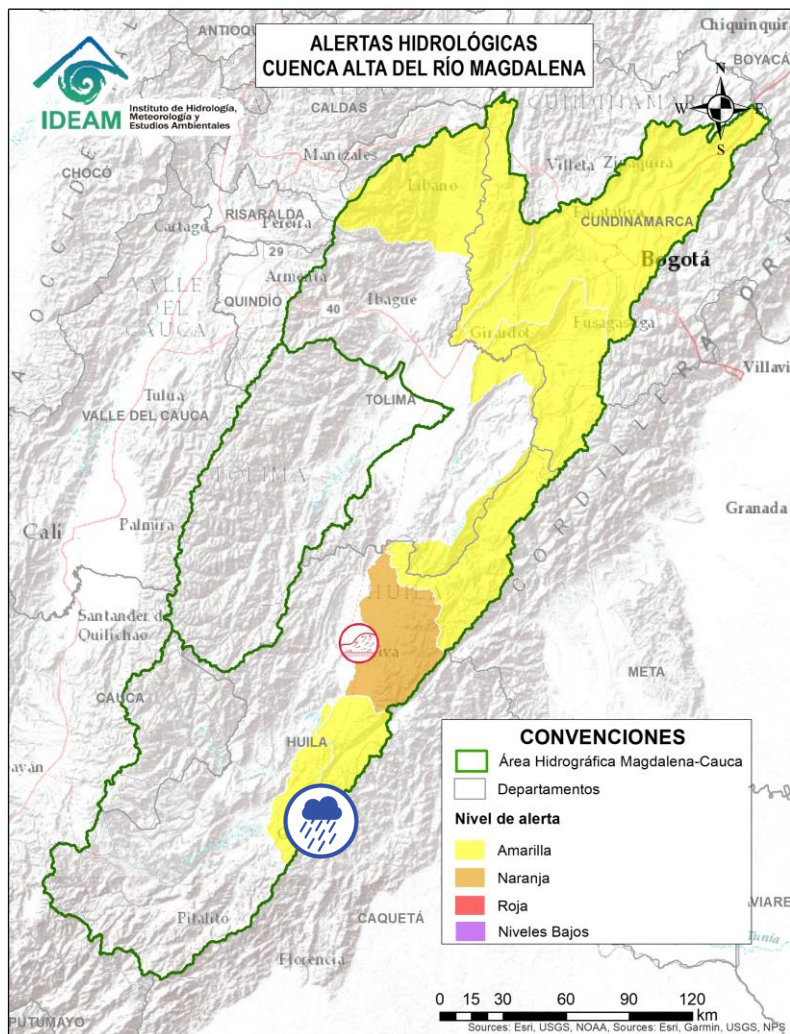 ALERTAS HIDROLÓGICAS
CUENCA ALTA DEL RÍO MAGDALENA
IDEAM
Instituto de Hidrología,
Meteorología y
Estudios Ambientales
Chiquinquirá
BOYACÁ
CALDAS
N
W
E
S
Manizales
Líbano
Villeta
CHOCÓ
RISARALDA
Cartago
Pereira
CUNDINAMARCA
Bogotá
29
Armenia
QUINDÍO
40
Ibagué
Girardot
Fusagasuga
Tuluá
VALLE DEL CAUCA
TOLIMA
TOLIMA
CORDILLERA
Granada
Cali
Palmira
HUILA
Santander de
Quilichao
META
CAUCA
HUILA
Pitalito
CAQUETÁ
Florencia
PUTUMAYO
CONVENCIONES
Área Hidrográfica Magdalena-Cauca
Departamentos
Nivel de alerta
Amarilla
Naranja
Roja
Niveles Bajos
Tunía
0 15 30 60 90 120
km
Sources: Esri, USGS, NOAA, Sources: Esri, Garmin, USGS, NPS